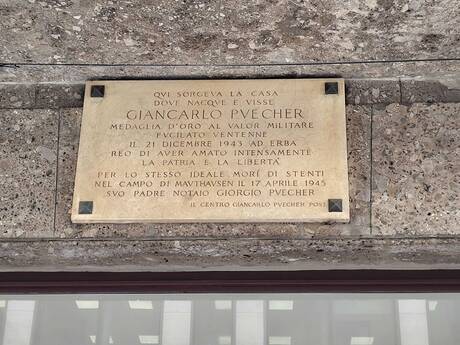 QVI SORGEVA LA CASA
DOVE NACQVE E VISSE
GIANCARLO PVECHER
MEDAGLIA D'ORO AL VALOR MILITARE
FVCILATO VENTENNE
IL 21 DICEMBRE 1943 AD ERBA
REO DI AVER AMATO INTENSAMENTE
LA PATRIA E LA LIBERTÀ
PER LO STESSO IDEALE MORÌ DI STENTI
NEL CAMPO DI MAVTHAVSEN IL 17 APRILE 1945
SVO PADRE NOTAIO GIORGIO PVECHER
IL CENTRO GIANCARLO PVECHER POSE